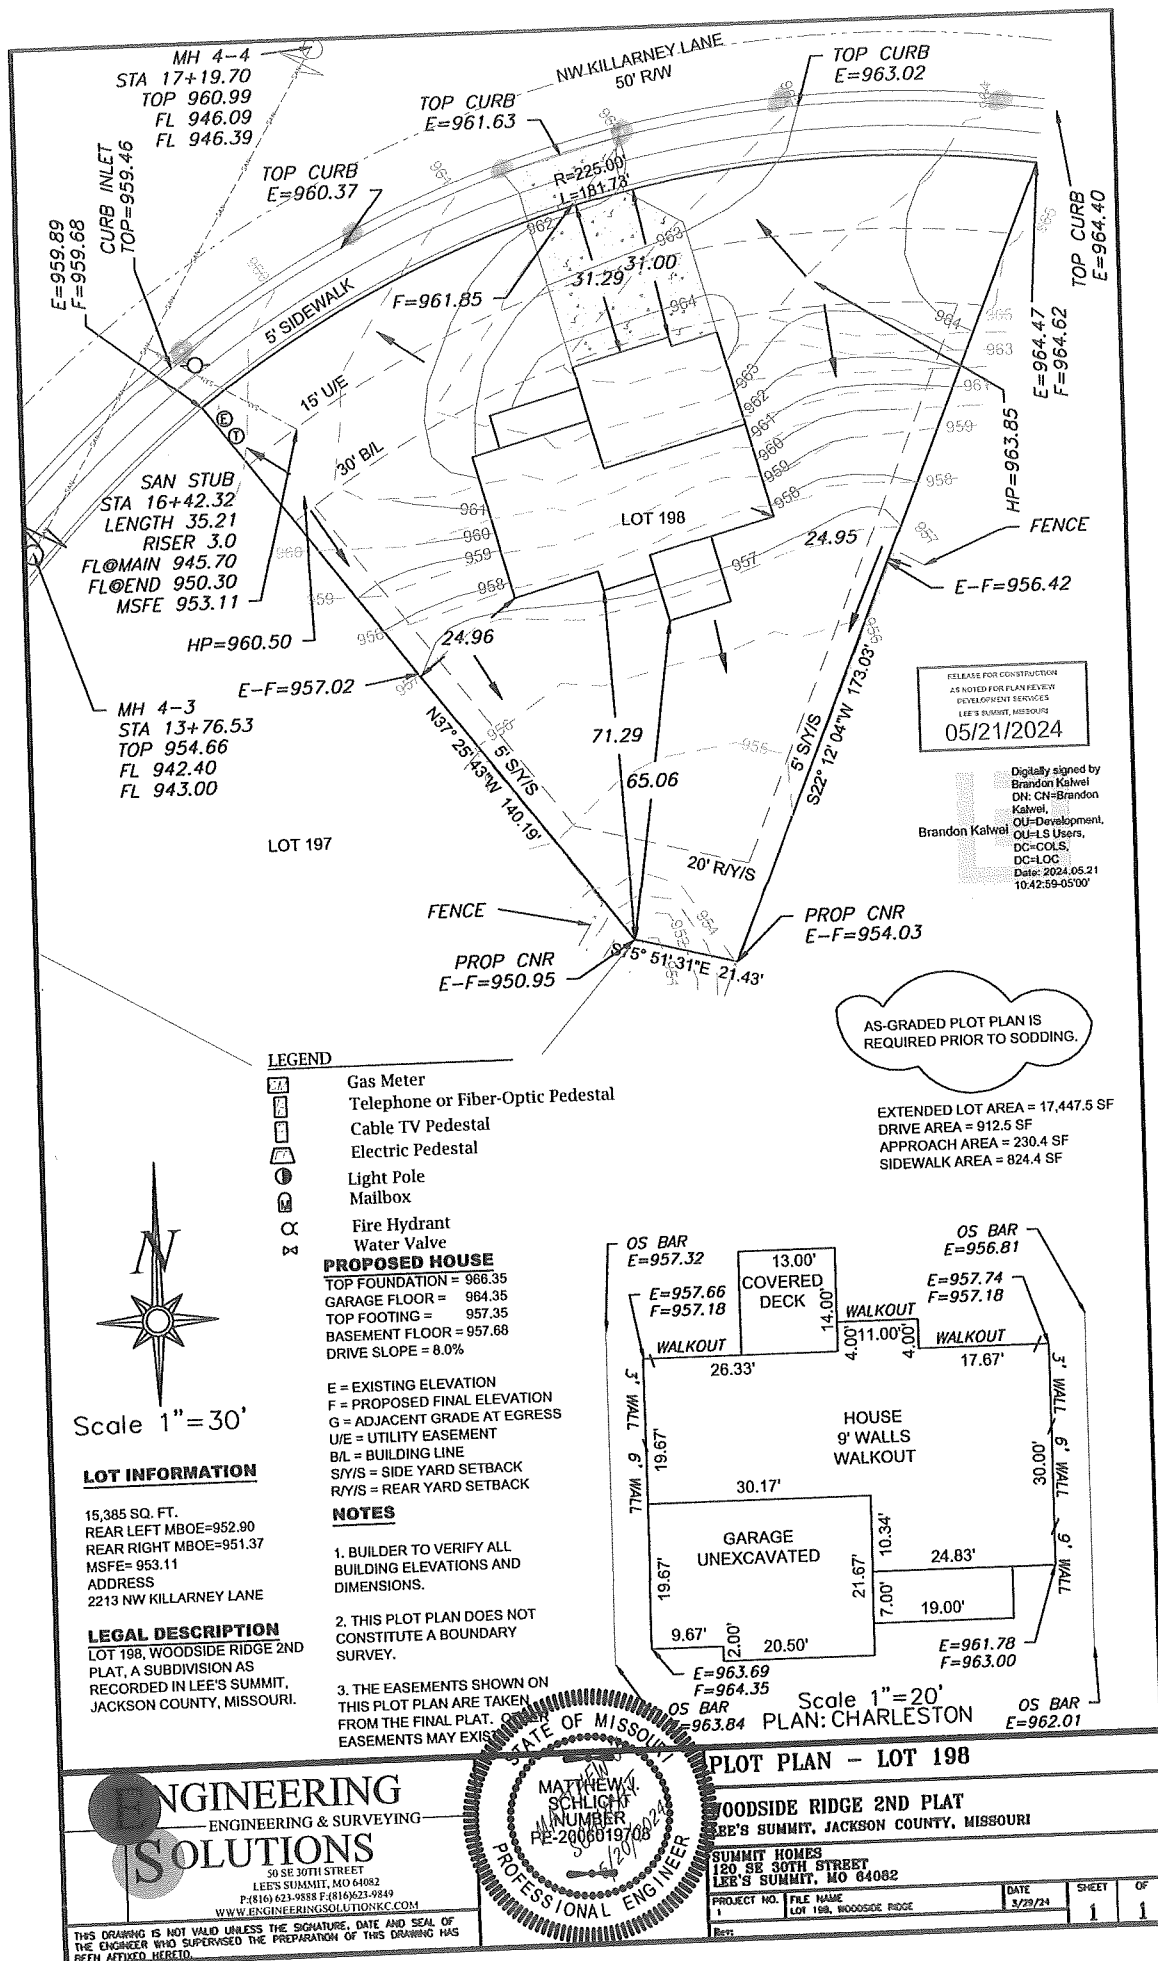 MH 4-4
STA 17+19.70
TOP 960.99
FL 946.09
FL 946.39
NW KILLARNEY LANE
50' R/W
TOP CURB
E=963.02
TOP CURB
E=961.63
TOP CURB
E=960.37
CURB INLET
TOP=959.46
E=959.89
F=959.68
R=225.00'
L=181.73'
TOP CURB
E=964.40
E=964.47
F=964.62
5' SIDEWALK
F=961.85
31.29
31.00
15' U/E
30' B/L
HP=963.85
SAN STUB
STA 16+42.32
LENGTH 35.21
RISER 3.0
FL@MAIN 945.70
FL@END 950.30
MSFE 953.11
HP=960.50
LOT 198
24.95
FENCE
E-F=956.42
24.96
E-F=957.02
MH 4-3
STA 13+76.53
TOP 954.66
FL 942.40
FL 943.00
N37° 25' 43"W 140.19'
5' S/Y/S
71.29
65.06
5' S/Y/S
S22° 12' 04"W 173.03'
RELEASE FOR CONSTRUCTION
AS NOTED FOR PLAN REVIEW
DEVELOPMENT SERVICES
LEE'S SUMMIT, MISSOURI
05/21/2024
Brandon Kalwei
Digitally signed by
Brandon Kalwei
DN: CN=Brandon
Kalwei,
OU=Development,
OU=LS Users,
DC=COLS,
DC=LOC
Date: 2024.05.21
10:42:59-05'00'
LOT 197
20' R/Y/S
FENCE
PROP CNR
E-F=954.03
PROP CNR
E-F=950.95
S75° 51' 31"E 21.43'
AS-GRADED PLOT PLAN IS
REQUIRED PRIOR TO SODDING.
EXTENDED LOT AREA = 17,447.5 SF
DRIVE AREA = 912.5 SF
APPROACH AREA = 230.4 SF
SIDEWALK AREA = 824.4 SF
LEGEND
Gas Meter
Telephone or Fiber-Optic Pedestal
Cable TV Pedestal
Electric Pedestal
Light Pole
Mailbox
Fire Hydrant
Water Valve
N
Scale 1"=30'
PROPOSED HOUSE
TOP FOUNDATION = 966.35
GARAGE FLOOR = 964.35
TOP FOOTING = 957.35
BASEMENT FLOOR = 957.68
DRIVE SLOPE = 8.0%
E = EXISTING ELEVATION
F = PROPOSED FINAL ELEVATION
G = ADJACENT GRADE AT EGRESS
U/E = UTILITY EASEMENT
B/L = BUILDING LINE
S/Y/S = SIDE YARD SETBACK
R/Y/S = REAR YARD SETBACK
LOT INFORMATION
15,385 SQ. FT.
REAR LEFT MBOE=952.90
REAR RIGHT MBOE=951.37
MSFE= 953.11
ADDRESS
2213 NW KILLARNEY LANE
LEGAL DESCRIPTION
LOT 198, WOODSIDE RIDGE 2ND
PLAT, A SUBDIVISION AS
RECORDED IN LEE'S SUMMIT,
JACKSON COUNTY, MISSOURI.
NOTES
1. BUILDER TO VERIFY ALL
BUILDING ELEVATIONS AND
DIMENSIONS.
2. THIS PLOT PLAN DOES NOT
CONSTITUTE A BOUNDARY
SURVEY.
3. THE EASEMENTS SHOWN ON
THIS PLOT PLAN ARE TAKEN
FROM THE FINAL PLAT.
EASEMENTS MAY
OS BAR
E=957.32
E=957.66
F=957.18
13.00'
COVERED
DECK
14.00'
OS BAR
E=956.81
E=957.74
F=957.18
WALKOUT
WALKOUT
4.00'
11.00'
4.00'
WALKOUT
26.33'
17.67'
3' WALL
6' WALL
19.67'
HOUSE
9' WALLS
WALKOUT
30.00'
3' WALL
6' WALL
9' WALL
30.17'
GARAGE
UNEXCAVATED
10.34'
24.83'
19.67'
21.67'
7.00'
19.00'
9.67'
2.00'
20.50'
E=963.69
F=964.35
E=961.78
F=963.00
OS BAR
E=963.84
Scale 1"=20'
PLAN: CHARLESTON
OS BAR
E=962.01
STATE OF MISSOURI
MATTHEW J.
SCHLICHT
NUMBER
PE-2006019708
5/20/2024
PROFESSIONAL ENGINEER
ENGINEERING
ENGINEERING & SURVEYING
SOLUTIONS
50 SE 30TH STREET
LEE'S SUMMIT, MO 64082
P:(816) 623-9888 F:(816)623-9849
WWW.ENGINEERINGSOLUTIONKC.COM
THIS DRAWING IS NOT VALID UNLESS THE SIGNATURE, DATE AND SEAL OF
THE ENGINEER WHO SUPERVISED THE PREPARATION OF THIS DRAWING HAS
BEEN AFFIXED HERETO.
PLOT PLAN - LOT 198
WOODSIDE RIDGE 2ND PLAT
LEE'S SUMMIT, JACKSON COUNTY, MISSOURI
SUMMIT HOMES
120 SE 30TH STREET
LEE'S SUMMIT, MO 64082
PROJECT NO.
1
FILE NAME
LOT 198, WOODSIDE RIDGE
DATE
3/29/24
SHEET
1
OF
1
Rev: